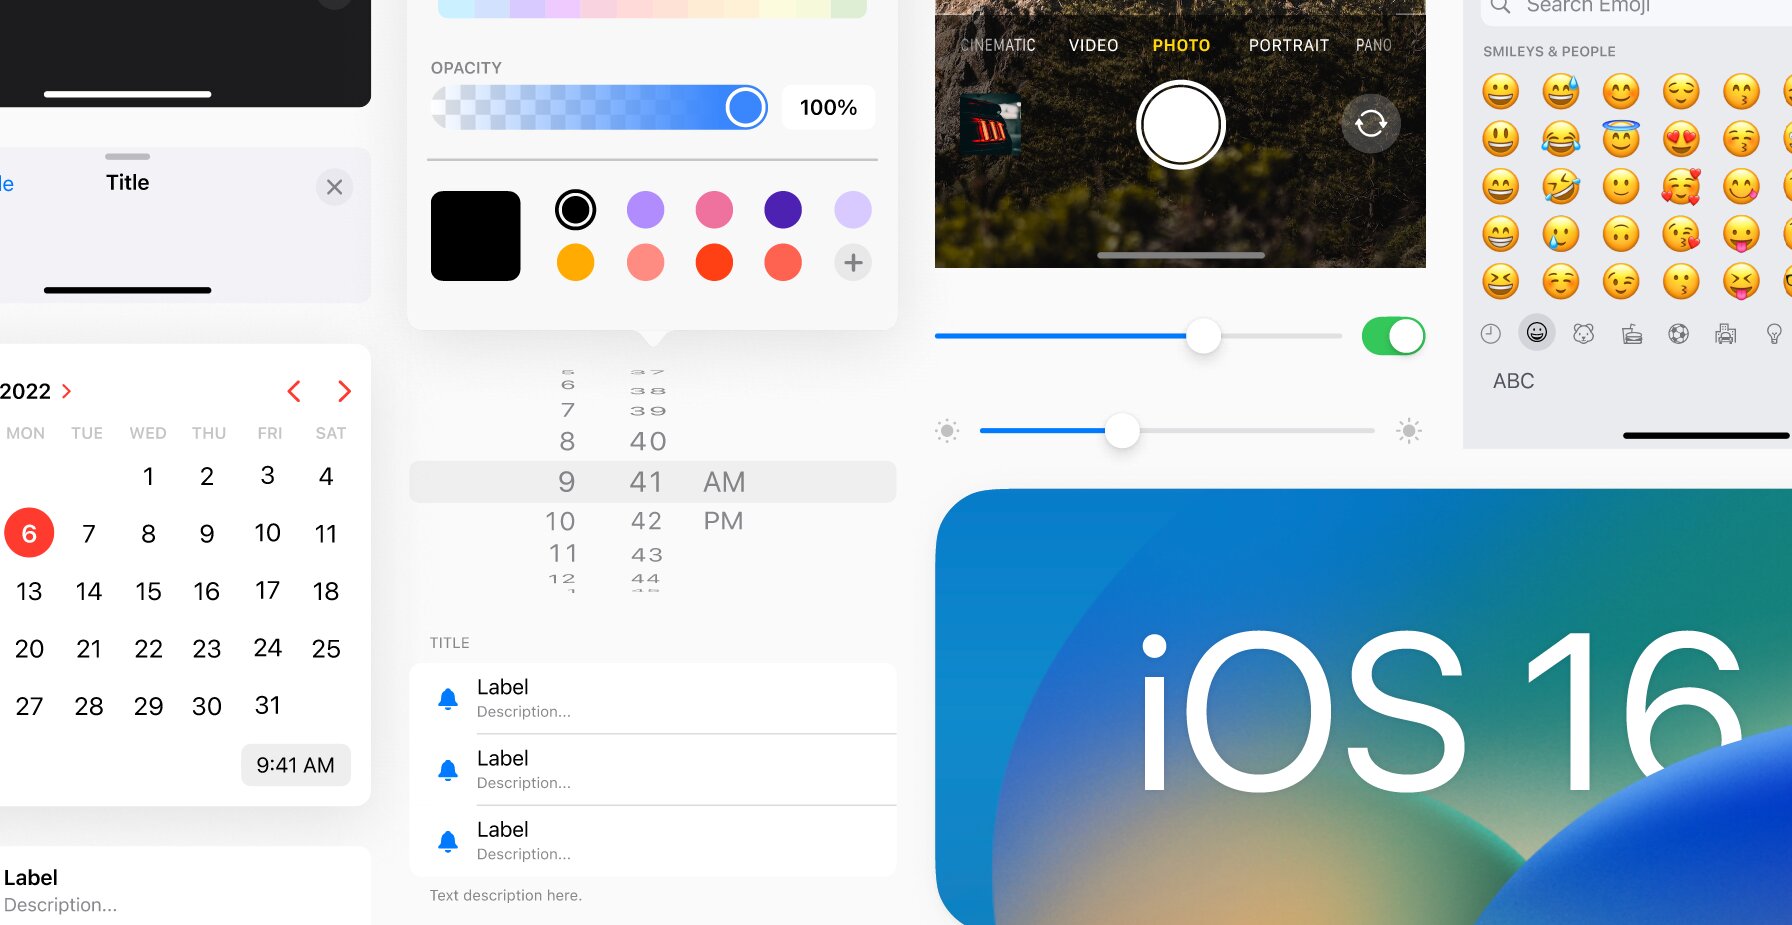 Title
2022
MON TUE WED THU FRI SAT
1 2 3 4
6 7 8 9 10 11
13 14 15 16 17 18
20 21 22 23 24 25
27 28 29 30 31
9:41 AM
Label
Description...
OPACITY
100%
6 38
7 39
8 40
9 41 AM
10 42 PM
11 43
12 44
TITLE
Label
Description...
Label
Description...
Label
Description...
Text description here.
CINEMATIC VIDEO PHOTO PORTRAIT PANO
Search Emoji
SMILEYS & PEOPLE
ABC
iOS 16